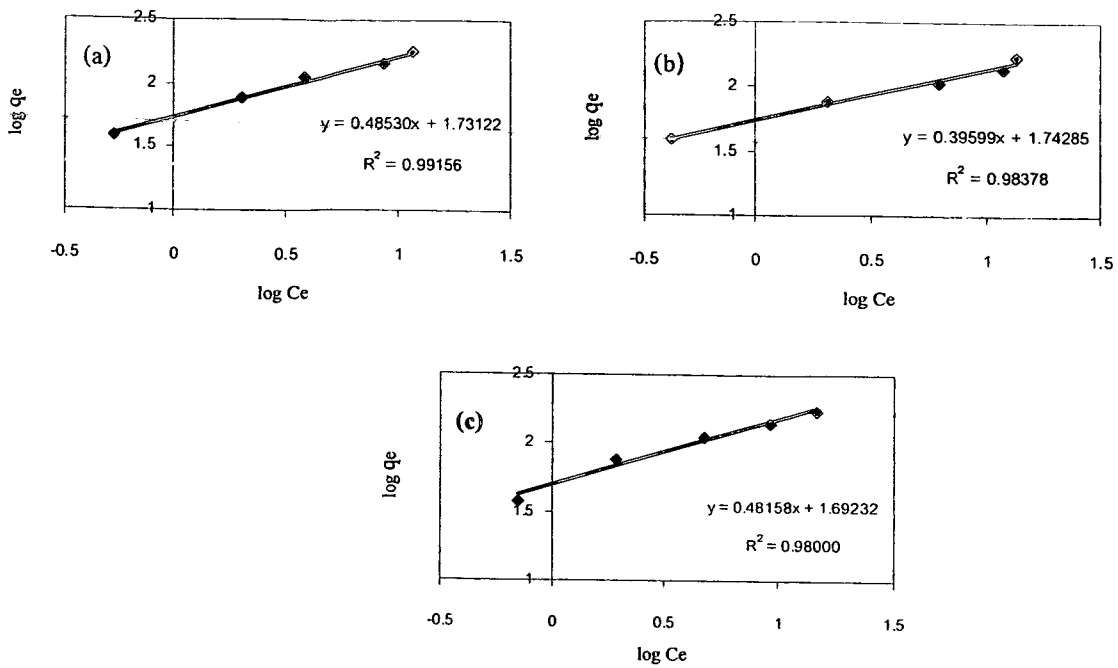 2.5
(a)
2
log qe
y = 0.48530x + 1.73122
1.5
R² = 0.99156
1
-0.5 0 0.5 1 1.5
log Ce
2.5
(b)
2
log qe
y = 0.39599x + 1.74285
1.5
R² = 0.98378
1
-0.5 0 0.5 1 1.5
log Ce
2.5
(c)
2
log qe
y = 0.48158x + 1.69232
1.5
R² = 0.98000
1
-0.5 0 0.5 1 1.5
log Ce